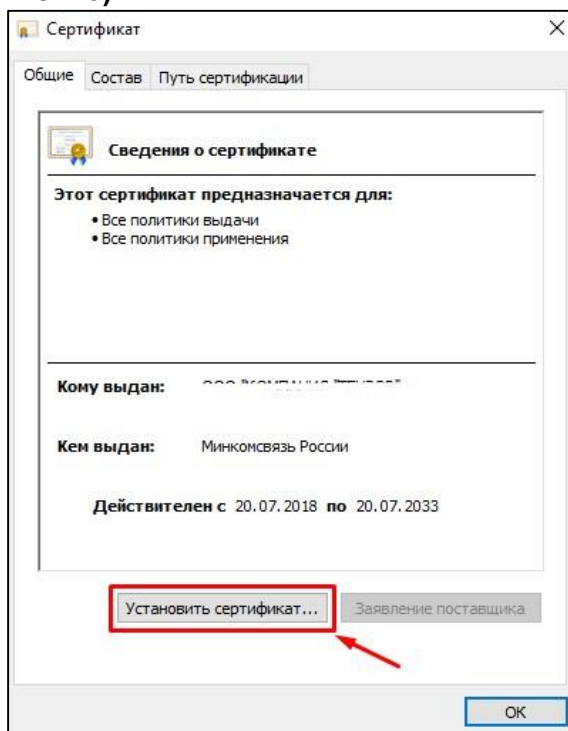 Сертификат
Общие Состав Путь сертификации
Сведения о сертификате
Этот сертификат предназначается для:
• Все политики выдачи
• Все политики применения
Кому выдан:
Кем выдан: Минкомсвязь России
Действителен с 20.07.2018 по 20.07.2033
Установить сертификат... Заявление поставщика
ОК